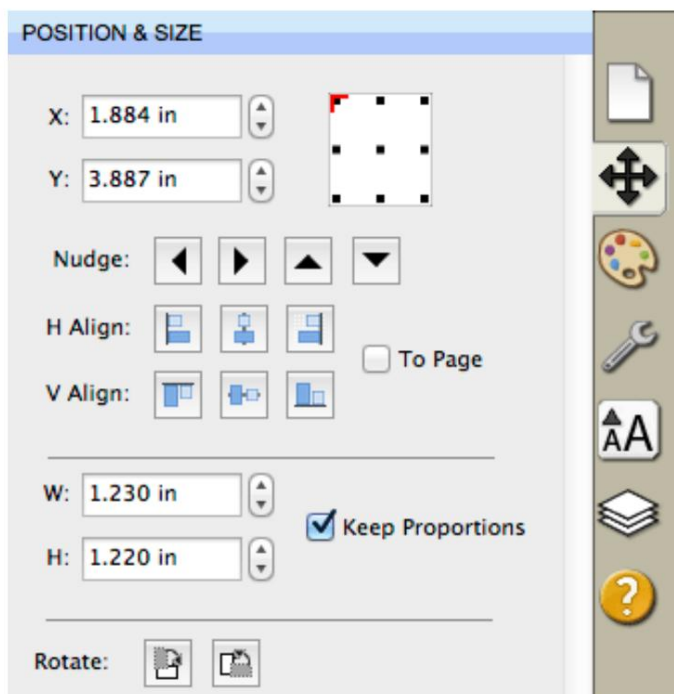 POSITION & SIZE
X: 1.884 in
Y: 3.887 in
Nudge:
H Align:
To Page
V Align:
W: 1.230 in
Keep Proportions
H: 1.220 in
Rotate:
AA
?